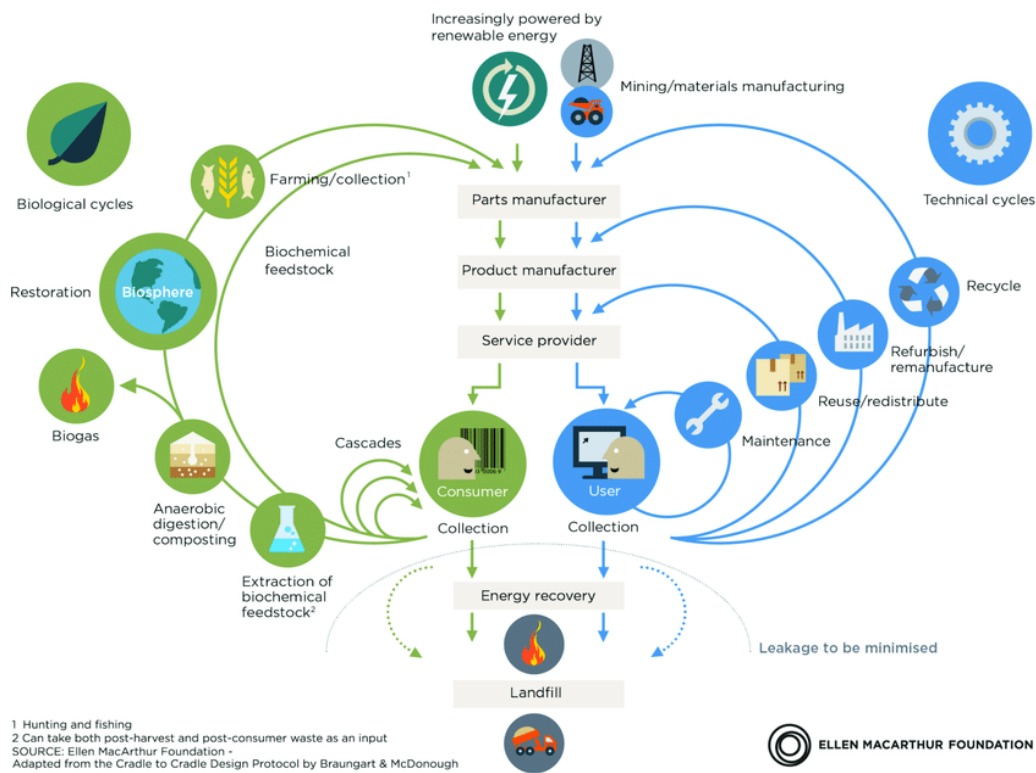 Increasingly powered by
renewable energy
Mining/materials manufacturing
Biological cycles
Technical cycles
Farming/collection¹
Parts manufacturer
Biochemical
feedstock
Product manufacturer
Restoration
Biosphere
Recycle
Service provider
Refurbish/
remanufacture
Biogas
Reuse/redistribute
Cascades
Maintenance
Consumer
User
Anaerobic
digestion/
composting
Collection
Collection
Extraction of
biochemical
feedstock²
Energy recovery
Leakage to be minimised
Landfill
1 Hunting and fishing
2 Can take both post-harvest and post-consumer waste as an input
SOURCE: Ellen MacArthur Foundation -
Adapted from the Cradle to Cradle Design Protocol by Braungart & McDonough
ELLEN MACARTHUR FOUNDATION